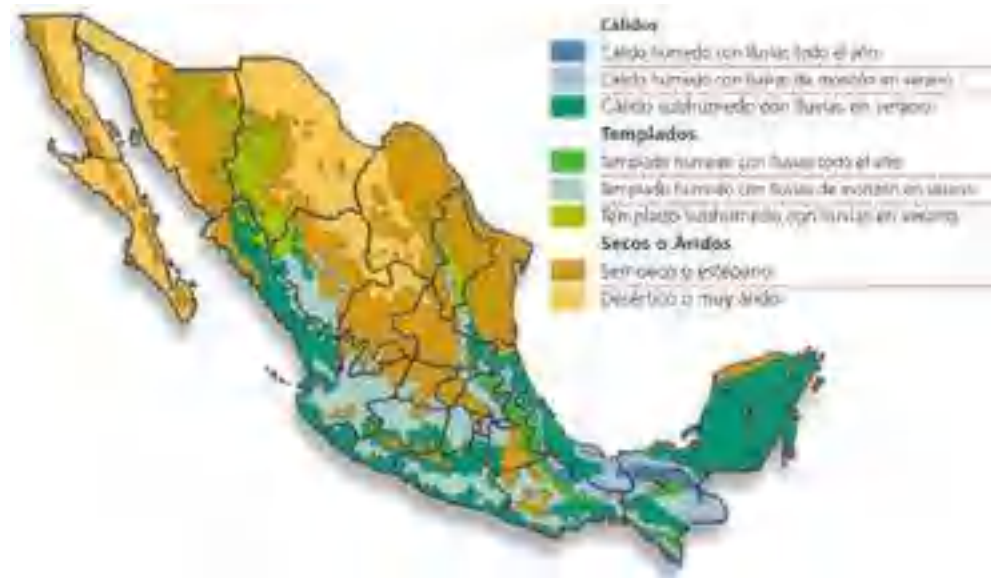 Cálidos
Cálido húmedo con lluvias todo el año
Cálido húmedo con lluvias de monzón en verano
Cálido subhúmedo con lluvias en verano
Templados
Templado húmedo con lluvias todo el año
Templado húmedo con lluvias de monzón en verano
Templado subhúmedo con lluvias en verano
Secos o Áridos
Semiseco o estepario
Desértico o muy árido